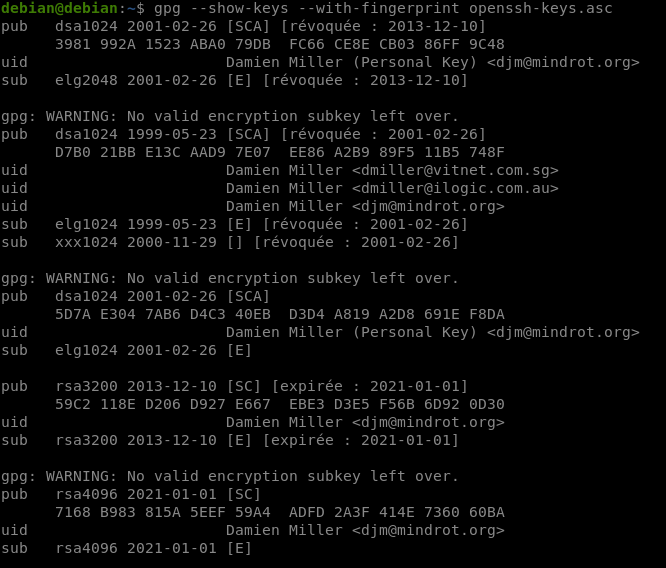 debian@debian:~$ gpg --show-keys --with-fingerprint openssh-keys.asc
pub   dsa1024 2001-02-26 [SCA] [révoquée : 2013-12-10]
      3981 992A 1523 ABA0 79DB  FC66 CE8E CB03 86FF 9C48
uid                      Damien Miller (Personal Key) <djm@mindrot.org>
sub   elg2048 2001-02-26 [E] [révoquée : 2013-12-10]

gpg: WARNING: No valid encryption subkey left over.
pub   dsa1024 1999-05-23 [SCA] [révoquée : 2001-02-26]
      D7B0 21BB E13C AAD9 7E07  EE86 A2B9 89F5 11B5 748F
uid                      Damien Miller <dmiller@vitnet.com.sg>
uid                      Damien Miller <dmiller@ilogic.com.au>
uid                      Damien Miller <djm@mindrot.org>
sub   elg1024 1999-05-23 [E] [révoquée : 2001-02-26]
sub   xxx1024 2000-11-29 [] [révoquée : 2001-02-26]

gpg: WARNING: No valid encryption subkey left over.
pub   dsa1024 2001-02-26 [SCA]
      5D7A E304 7AB6 D4C3 40EB  D3D4 A819 A2D8 691E F8DA
uid                      Damien Miller (Personal Key) <djm@mindrot.org>
sub   elg1024 2001-02-26 [E]

pub   rsa3200 2013-12-10 [SC] [expirée : 2021-01-01]
      59C2 118E D206 D927 E667  EBE3 D3E5 F56B 6D92 0D30
uid                      Damien Miller <djm@mindrot.org>
sub   rsa3200 2013-12-10 [E] [expirée : 2021-01-01]

gpg: WARNING: No valid encryption subkey left over.
pub   rsa4096 2021-01-01 [SC]
      7168 B983 815A 5EEF 59A4  ADFD 2A3F 414E 7360 60BA
uid                      Damien Miller <djm@mindrot.org>
sub   rsa4096 2021-01-01 [E]